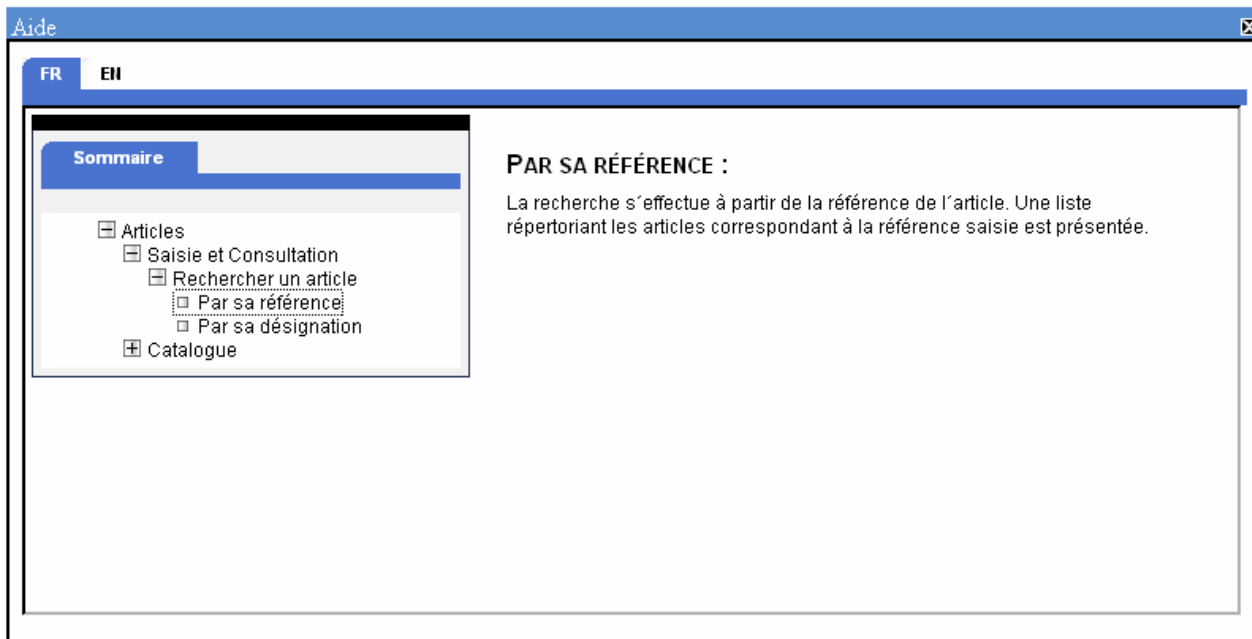 Aide
FR EN
Sommaire
Articles
Saisie et Consultation
Rechercher un article
Par sa référence
Par sa désignation
Catalogue
PAR SA RÉFÉRENCE :
La recherche s´effectue à partir de la référence de l´article. Une liste
répertoriant les articles correspondant à la référence saisie est présentée.